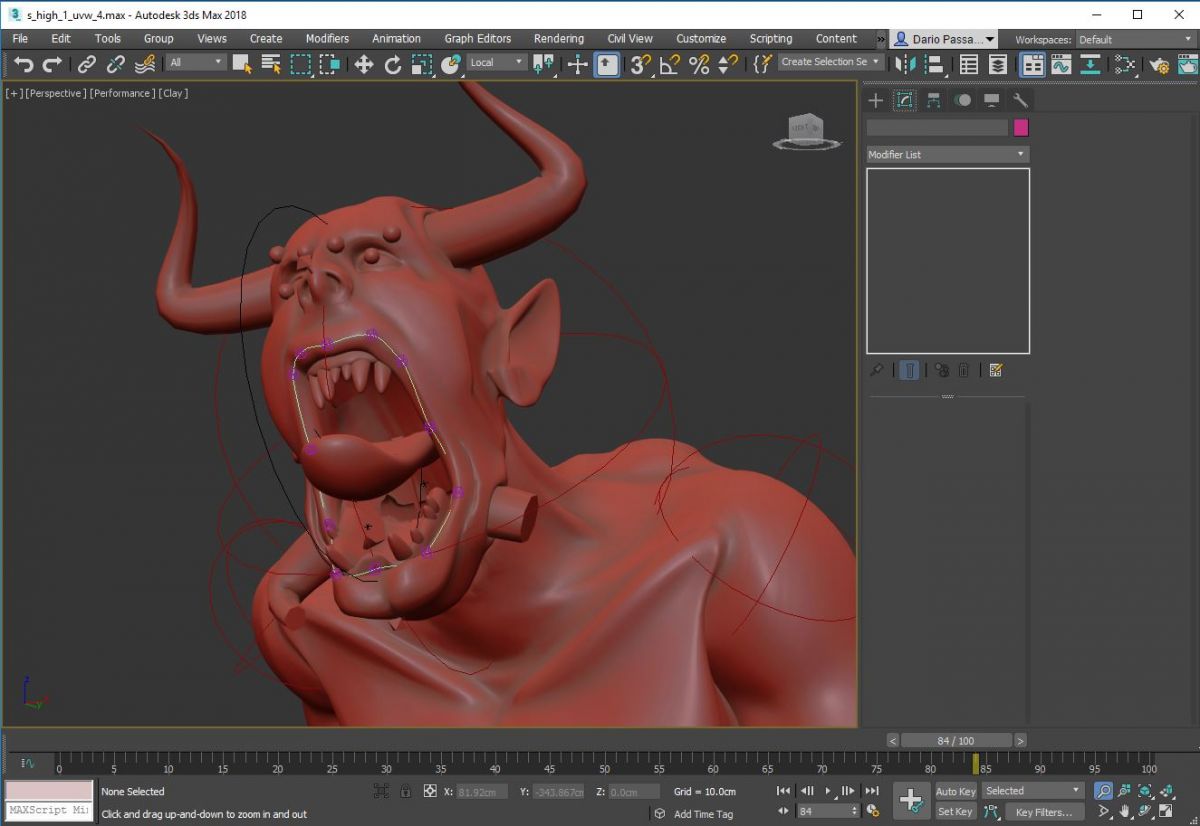 3 s_high_1_uvw_4.max - Autodesk 3ds Max 2018
File Edit Tools Group Views Create Modifiers Animation Graph Editors Rendering Civil View Customize Scripting Content » Dario Passa... Workspaces: Default
All Local 3 % Create Selection Se
[+] [Perspective] [Performance] [Clay]
Modifier List
z
x
y
< 84 / 100 >
0 5 10 15 20 25 30 35 40 45 50 55 60 65 70 75 80 85 90 95 100
None Selected X: 81.92cm Y: -343.867cm Z: 0.0cm Grid = 10.0cm Auto Key Selected
MAXScript Mi: Click and drag up-and-down to zoom in and out Add Time Tag 84 Set Key Key Filters...